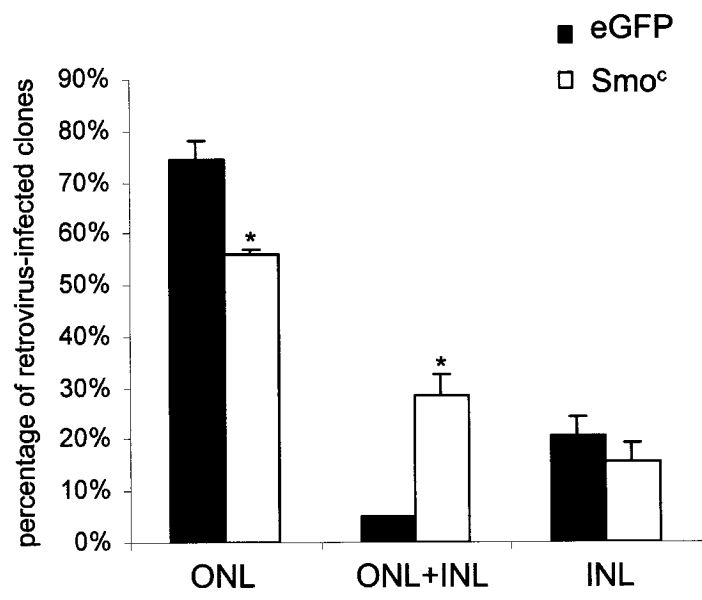 eGFP
Smoᶜ
percentage of retrovirus-infected clones
90%
80%
70%
60%
50%
40%
30%
20%
10%
0%
*
*
ONL
ONL+INL
INL